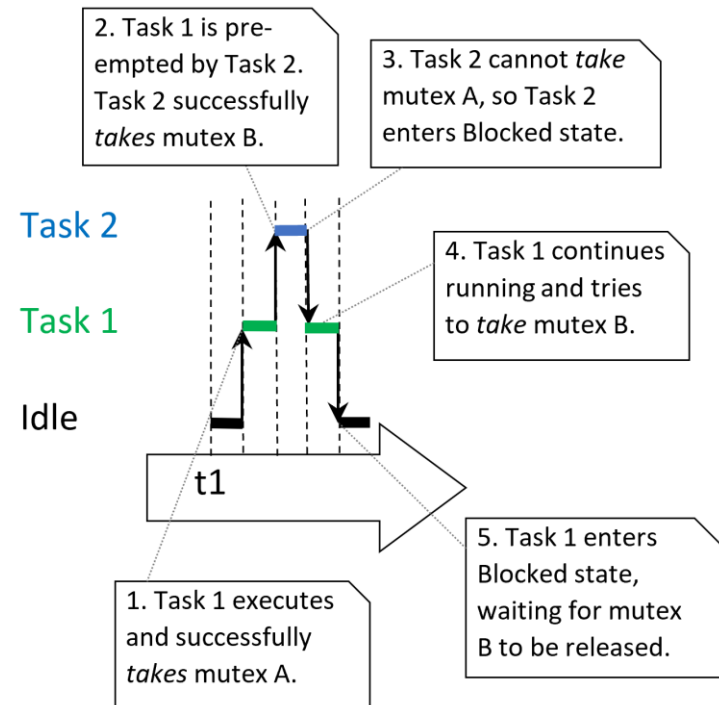 2. Task 1 is pre-
empted by Task 2.
Task 2 successfully
takes mutex B.
3. Task 2 cannot take
mutex A, so Task 2
enters Blocked state.
Task 2
4. Task 1 continues
running and tries
to take mutex B.
Task 1
Idle
t1
5. Task 1 enters
Blocked state,
waiting for mutex
B to be released.
1. Task 1 executes
and successfully
takes mutex A.